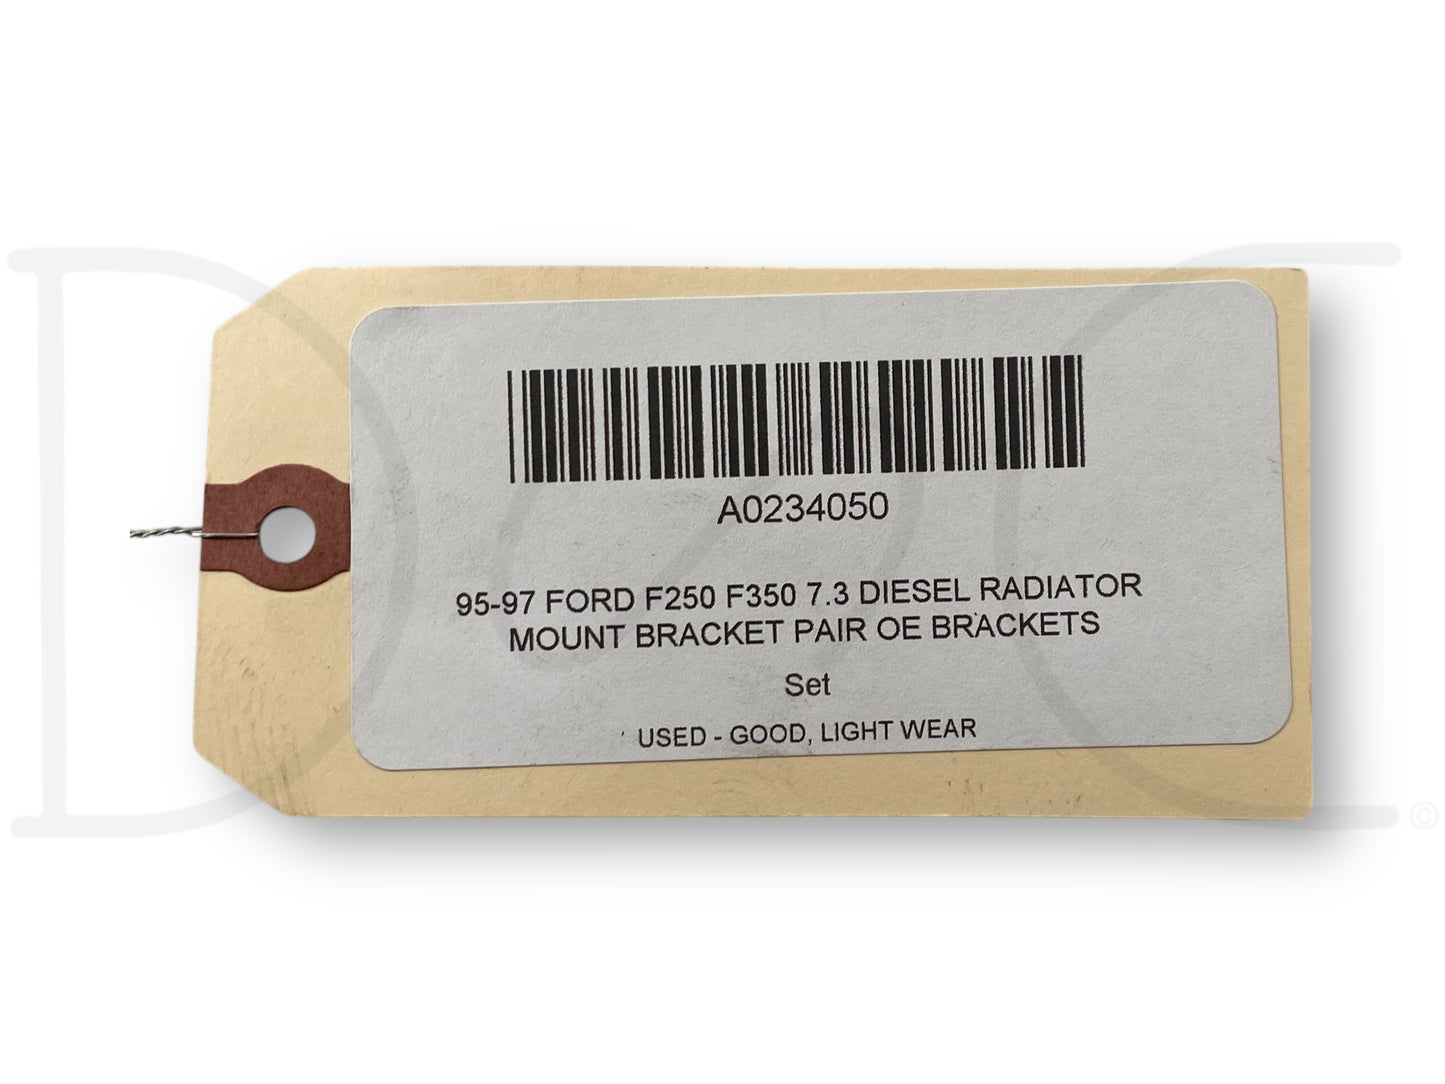 A0234050
95-97 FORD F250 F350 7.3 DIESEL RADIATOR
MOUNT BRACKET PAIR OE BRACKETS
Set
USED - GOOD, LIGHT WEAR
©